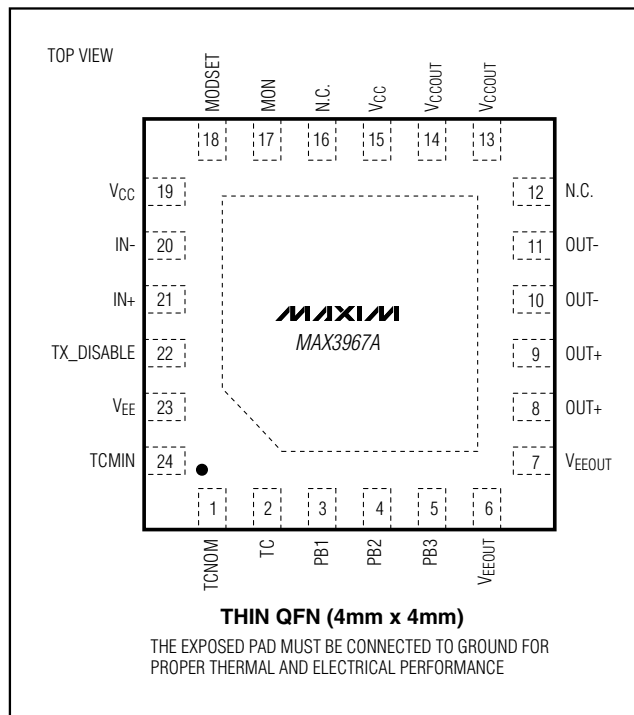 TOP VIEW
MODSET
MON
N.C.
VCC
VCCOUT
VCCOUT
18
17
16
15
14
13
VCC
19
12
N.C.
IN-
20
11
OUT-
IN+
21
10
OUT-
MAXIM
MAX3967A
TX_DISABLE
22
9
OUT+
VEE
23
8
OUT+
TCMIN
24
7
VEEOUT
1
2
3
4
5
6
TCNOM
TC
PB1
PB2
PB3
VEEOUT
THIN QFN (4mm x 4mm)
THE EXPOSED PAD MUST BE CONNECTED TO GROUND FOR
PROPER THERMAL AND ELECTRICAL PERFORMANCE